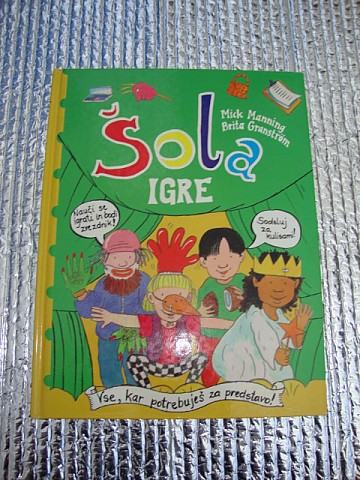 Šola
Mick Manning
Brita Granström
IGRE
Nauči se
igrati in bodi
zvezdnik!
Sodeluj
za
kulisami!
Vse, kar potrebuješ za predstavo!